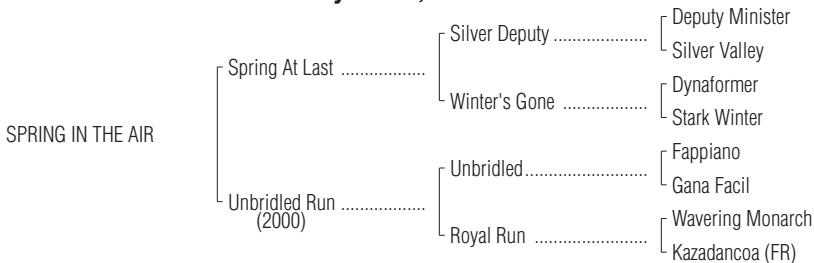 Deputy Minister
Silver Deputy ....................
Silver Valley
Spring At Last ..................
Dynaformer
Winter's Gone ..................
Stark Winter
SPRING IN THE AIR
Fappiano
Unbridled..........................
Gana Facil
Unbridled Run ..................
(2000)
Wavering Monarch
Royal Run ........................
Kazadancoa (FR)